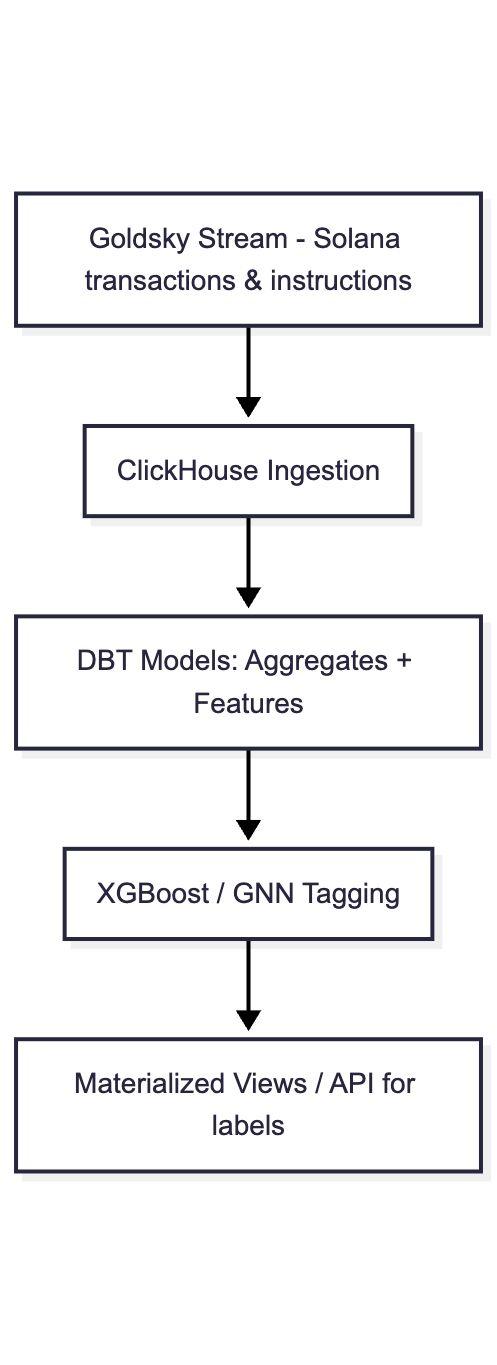 Goldsky Stream - Solana
transactions & instructions
ClickHouse Ingestion
DBT Models: Aggregates +
Features
XGBoost / GNN Tagging
Materialized Views / API for
labels